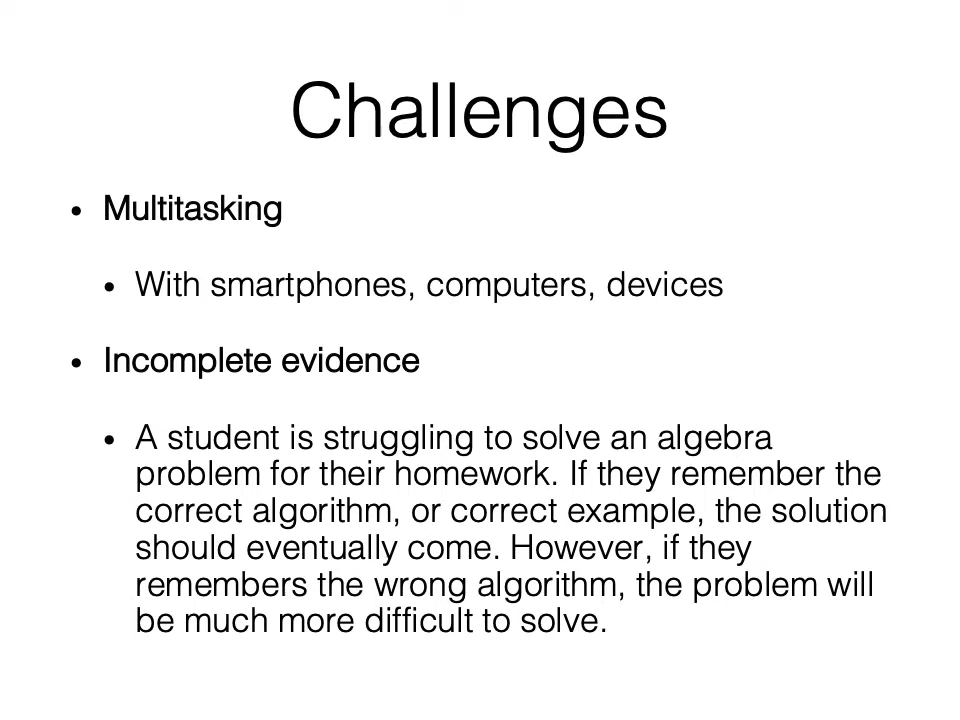 Challenges
• Multitasking
• With smartphones, computers, devices
• Incomplete evidence
• A student is struggling to solve an algebra
problem for their homework. If they remember the
correct algorithm, or correct example, the solution
should eventually come. However, if they
remembers the wrong algorithm, the problem will
be much more difficult to solve.